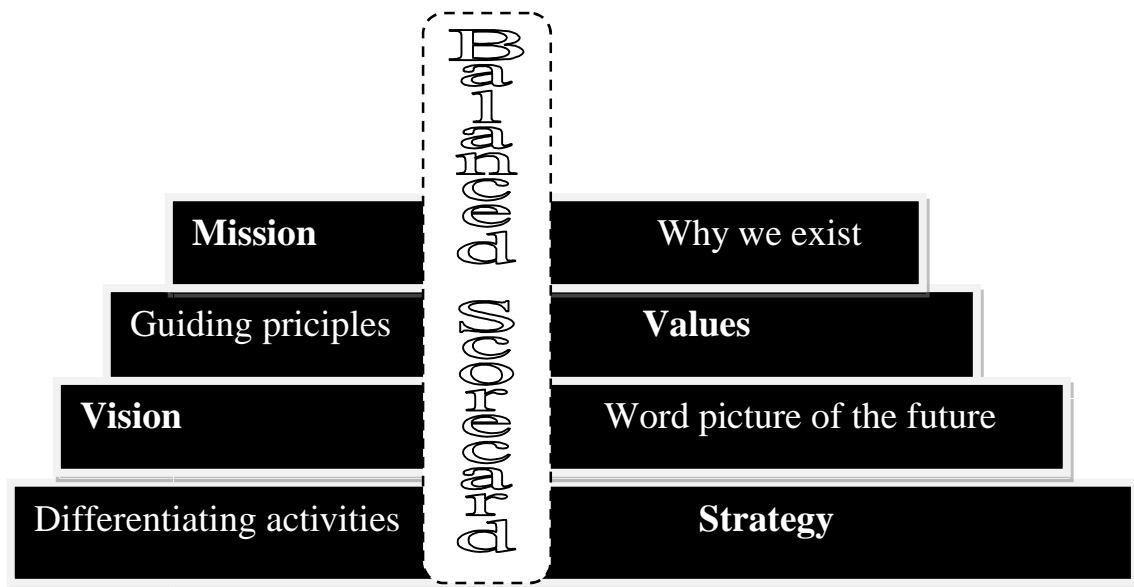 Balanced Scorecard
Mission
Why we exist
Guiding priciples
Values
Vision
Word picture of the future
Differentiating activities
Strategy